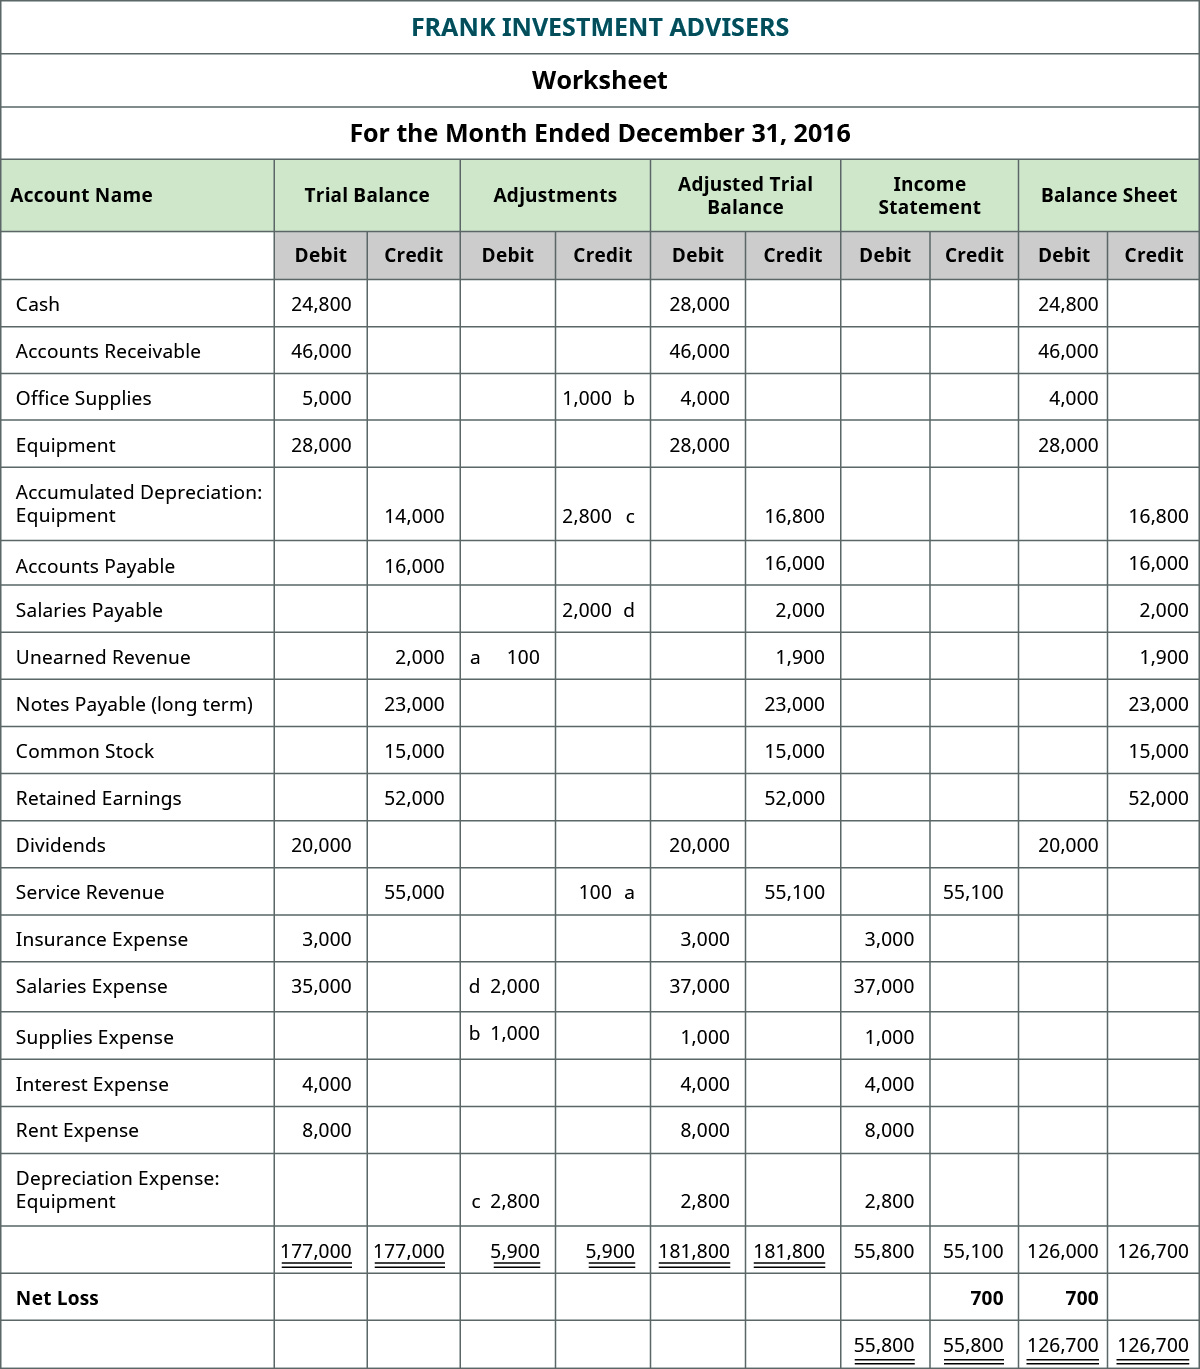 FRANK INVESTMENT ADVISERS
Worksheet
For the Month Ended December 31, 2016
Account Name Trial Balance Adjustments Adjusted Trial Balance Income Statement Balance Sheet
Debit Credit Debit Credit Debit Credit Debit Credit Debit Credit
Cash 24,800 28,000 24,800
Accounts Receivable 46,000 46,000 46,000
Office Supplies 5,000 1,000 b 4,000 4,000
Equipment 28,000 28,000 28,000
Accumulated Depreciation:
Equipment 14,000 2,800 c 16,800 16,800
Accounts Payable 16,000 16,000 16,000
Salaries Payable 2,000 d 2,000 2,000
Unearned Revenue 2,000 a 100 1,900 1,900
Notes Payable (long term) 23,000 23,000 23,000
Common Stock 15,000 15,000 15,000
Retained Earnings 52,000 52,000 52,000
Dividends 20,000 20,000 20,000
Service Revenue 55,000 100 a 55,100 55,100
Insurance Expense 3,000 3,000 3,000
Salaries Expense 35,000 d 2,000 37,000 37,000
Supplies Expense b 1,000 1,000 1,000
Interest Expense 4,000 4,000 4,000
Rent Expense 8,000 8,000 8,000
Depreciation Expense:
Equipment c 2,800 2,800 2,800
177,000 177,000 5,900 5,900 181,800 181,800 55,800 55,100 126,000 126,700
Net Loss 700 700
55,800 55,800 126,700 126,700